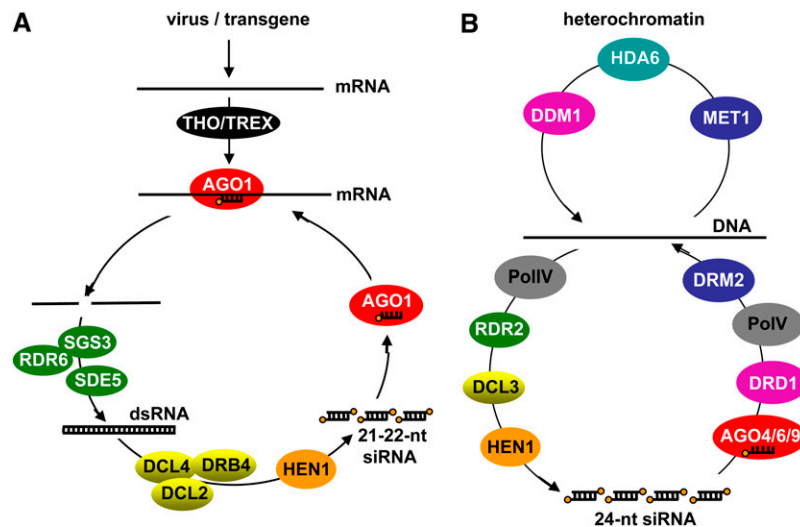 A
virus / transgene
mRNA
THO/TREX
AGO1
mRNA
AGO1
SGS3
RDR6
SDE5
dsRNA
DCL4
DRB4
DCL2
HEN1
21-22-nt
siRNA
B
heterochromatin
HDA6
DDM1
MET1
DNA
PolIV
RDR2
DCL3
HEN1
DRM2
PolV
DRD1
AGO4/6/9
24-nt siRNA